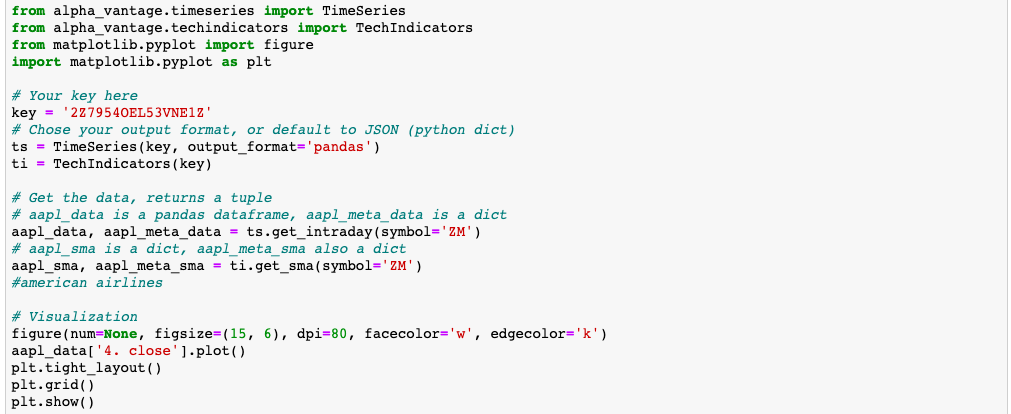 from alpha_vantage.timeseries import TimeSeries
from alpha_vantage.techindicators import TechIndicators
from matplotlib.pyplot import figure
import matplotlib.pyplot as plt

# Your key here
key = '2Z7954OEL53VNE1Z'
# Chose your output format, or default to JSON (python dict)
ts = TimeSeries(key, output_format='pandas')
ti = TechIndicators(key)

# Get the data, returns a tuple
# aapl_data is a pandas dataframe, aapl_meta_data is a dict
aapl_data, aapl_meta_data = ts.get_intraday(symbol='ZM')
# aapl_sma is a dict, aapl_meta_sma also a dict
aapl_sma, aapl_meta_sma = ti.get_sma(symbol='ZM')
#american airlines

# Visualization
figure(num=None, figsize=(15, 6), dpi=80, facecolor='w', edgecolor='k')
aapl_data['4. close'].plot()
plt.tight_layout()
plt.grid()
plt.show()